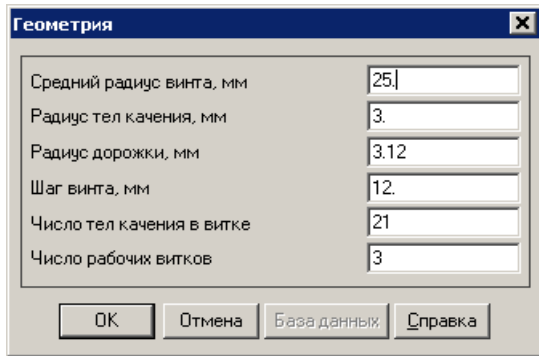 Геометрия
Средний радиус винта, мм 25.
Радиус тел качения, мм 3.
Радиус дорожки, мм 3.12
Шаг винта, мм 12.
Число тел качения в витке 21
Число рабочих витков 3
OK Отмена База данных Справка